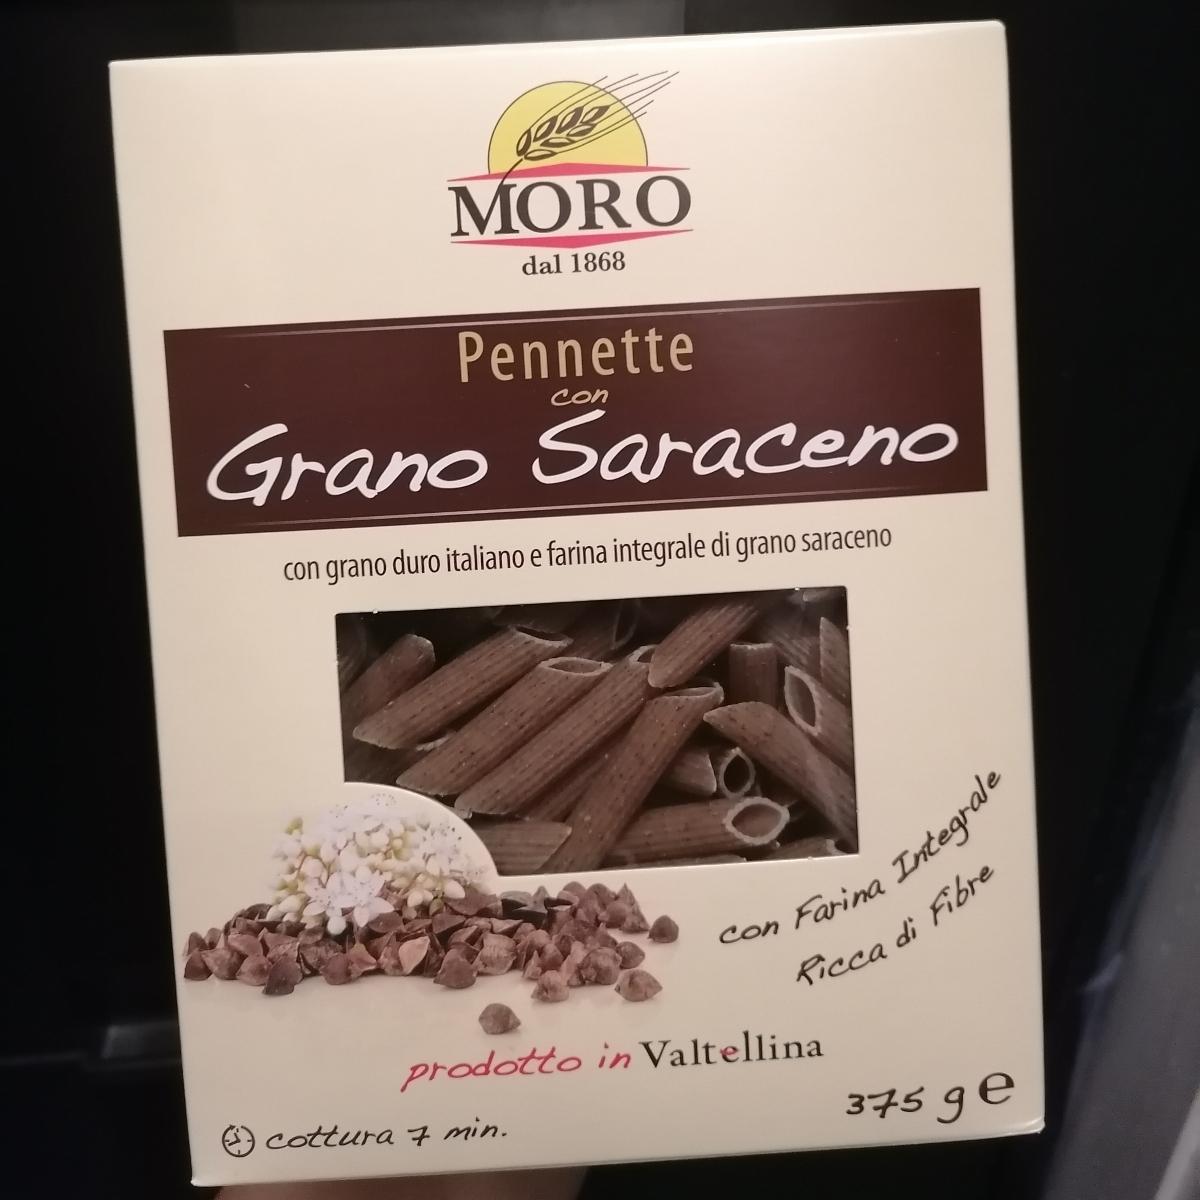 MORO
dal 1868
Pennette
con
Grano Saraceno
con grano duro italiano e farina integrale di grano saraceno
con Farina Integrale
Ricca di Fibre
prodotto in Valtellina
cottura 7 min.
375 g e